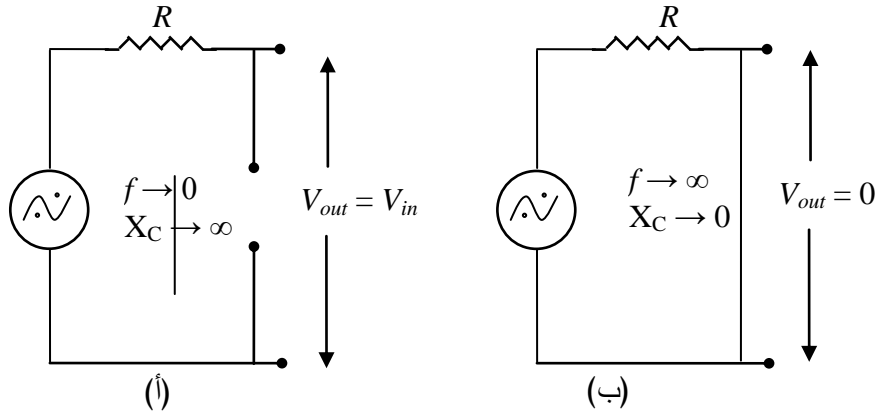 R
f → 0
X_C → ∞
V_out = V_in
(أ)
R
f → ∞
X_C → 0
V_out = 0
(ب)